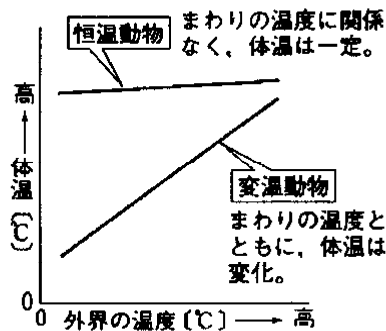 恒温動物
まわりの温度に関係
なく，体温は一定。
高
体温〔℃〕
変温動物
まわりの温度と
ともに，体温は
変化。
0
0 外界の温度〔℃〕 高